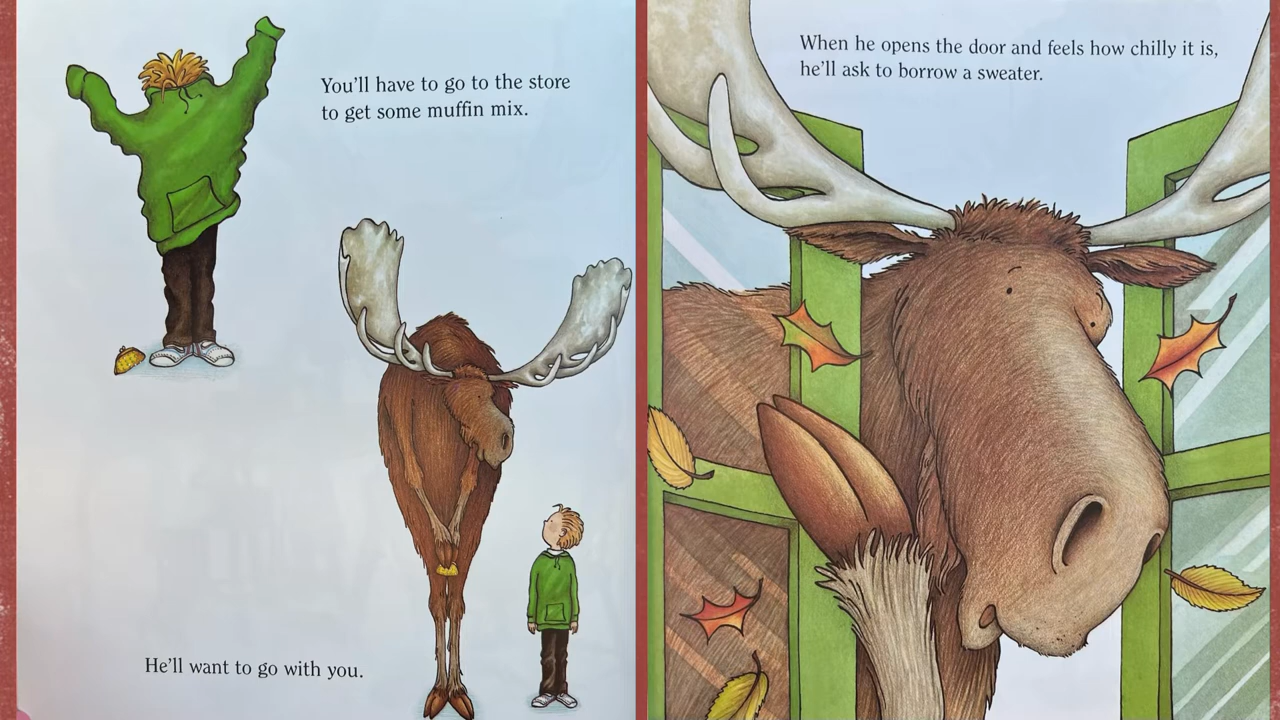 You'll have to go to the store
to get some muffin mix.
He'll want to go with you.
When he opens the door and feels how chilly it is,
he'll ask to borrow a sweater.